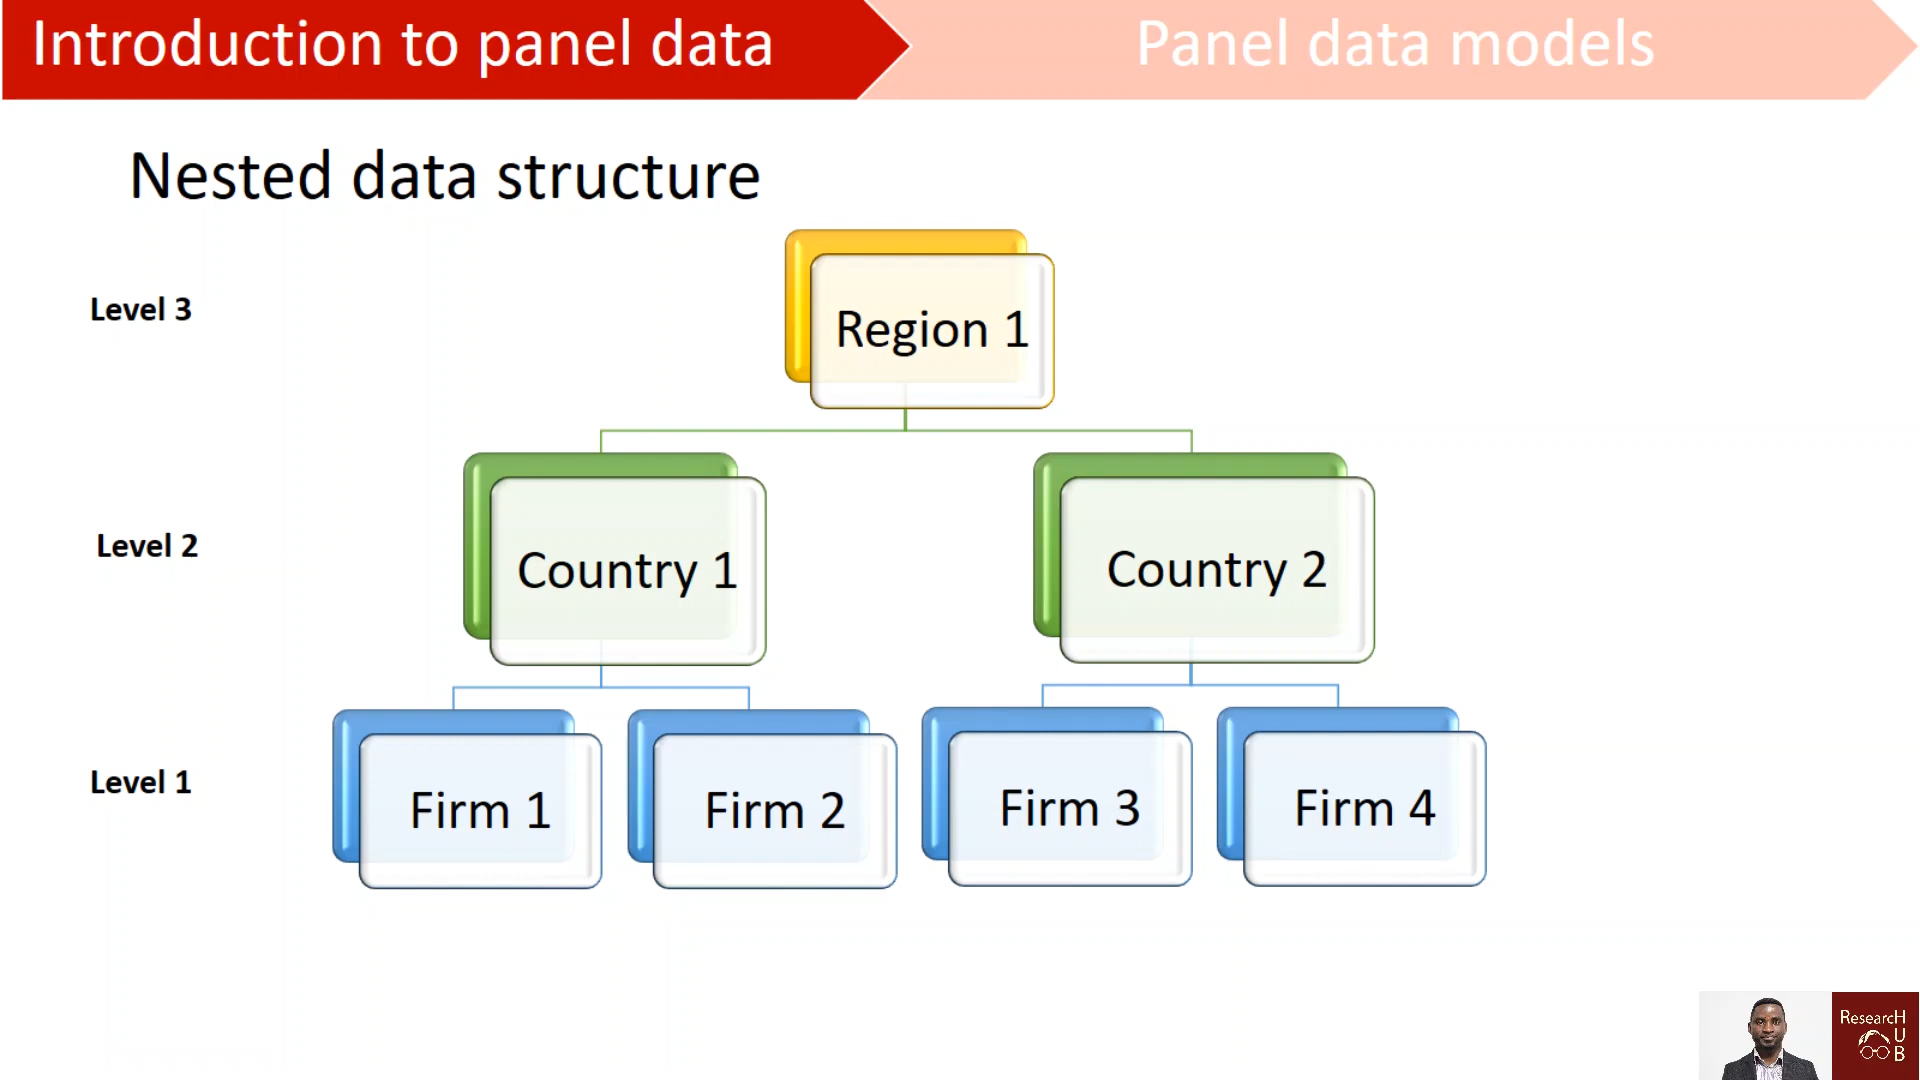 Introduction to panel data
Panel data models
Nested data structure
Level 3
Region 1
Level 2
Country 1
Country 2
Level 1
Firm 1
Firm 2
Firm 3
Firm 4
ResearcH
U
B